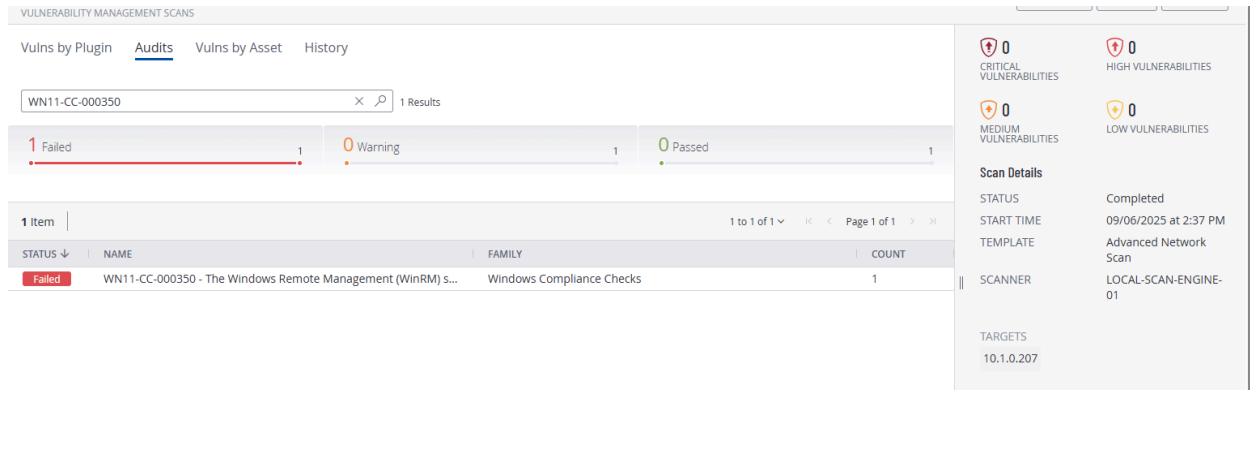 VULNERABILITY MANAGEMENT SCANS
Vulns by Plugin Audits Vulns by Asset History
WN11-CC-000350 1 Results
1 Failed 1
0 Warning 1
0 Passed 1
1 Item 1 to 1 of 1 Page 1 of 1
STATUS NAME FAMILY COUNT
Failed WN11-CC-000350 - The Windows Remote Management (WinRM) s... Windows Compliance Checks 1
0
CRITICAL
VULNERABILITIES
0
HIGH VULNERABILITIES
0
MEDIUM
VULNERABILITIES
0
LOW VULNERABILITIES
Scan Details
STATUS Completed
START TIME 09/06/2025 at 2:37 PM
TEMPLATE Advanced Network
Scan
SCANNER LOCAL-SCAN-ENGINE-
01
TARGETS
10.1.0.207